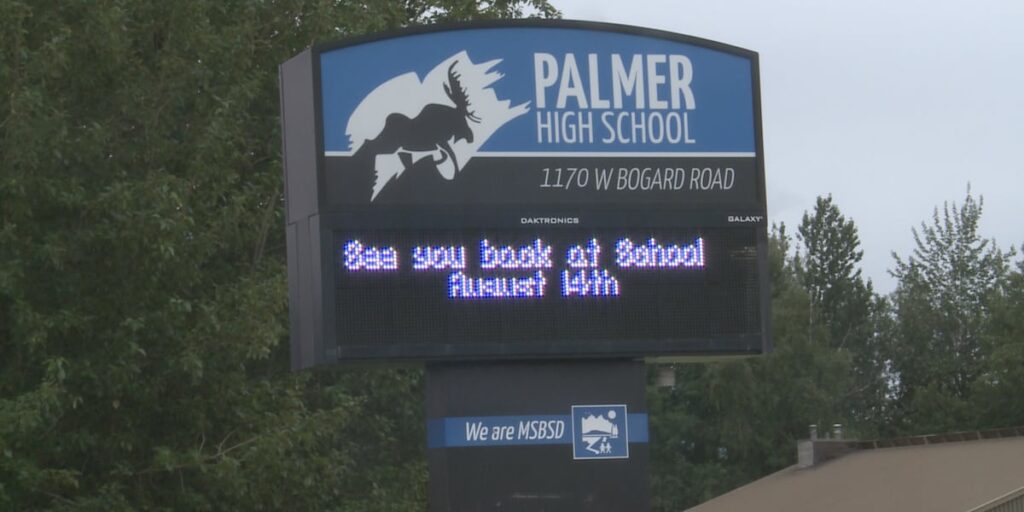 PALMER
HIGH SCHOOL
1170 W BOGARD ROAD
DAKTRONICS
GALAXY
See you back at School
August 14th
We are MSBSD